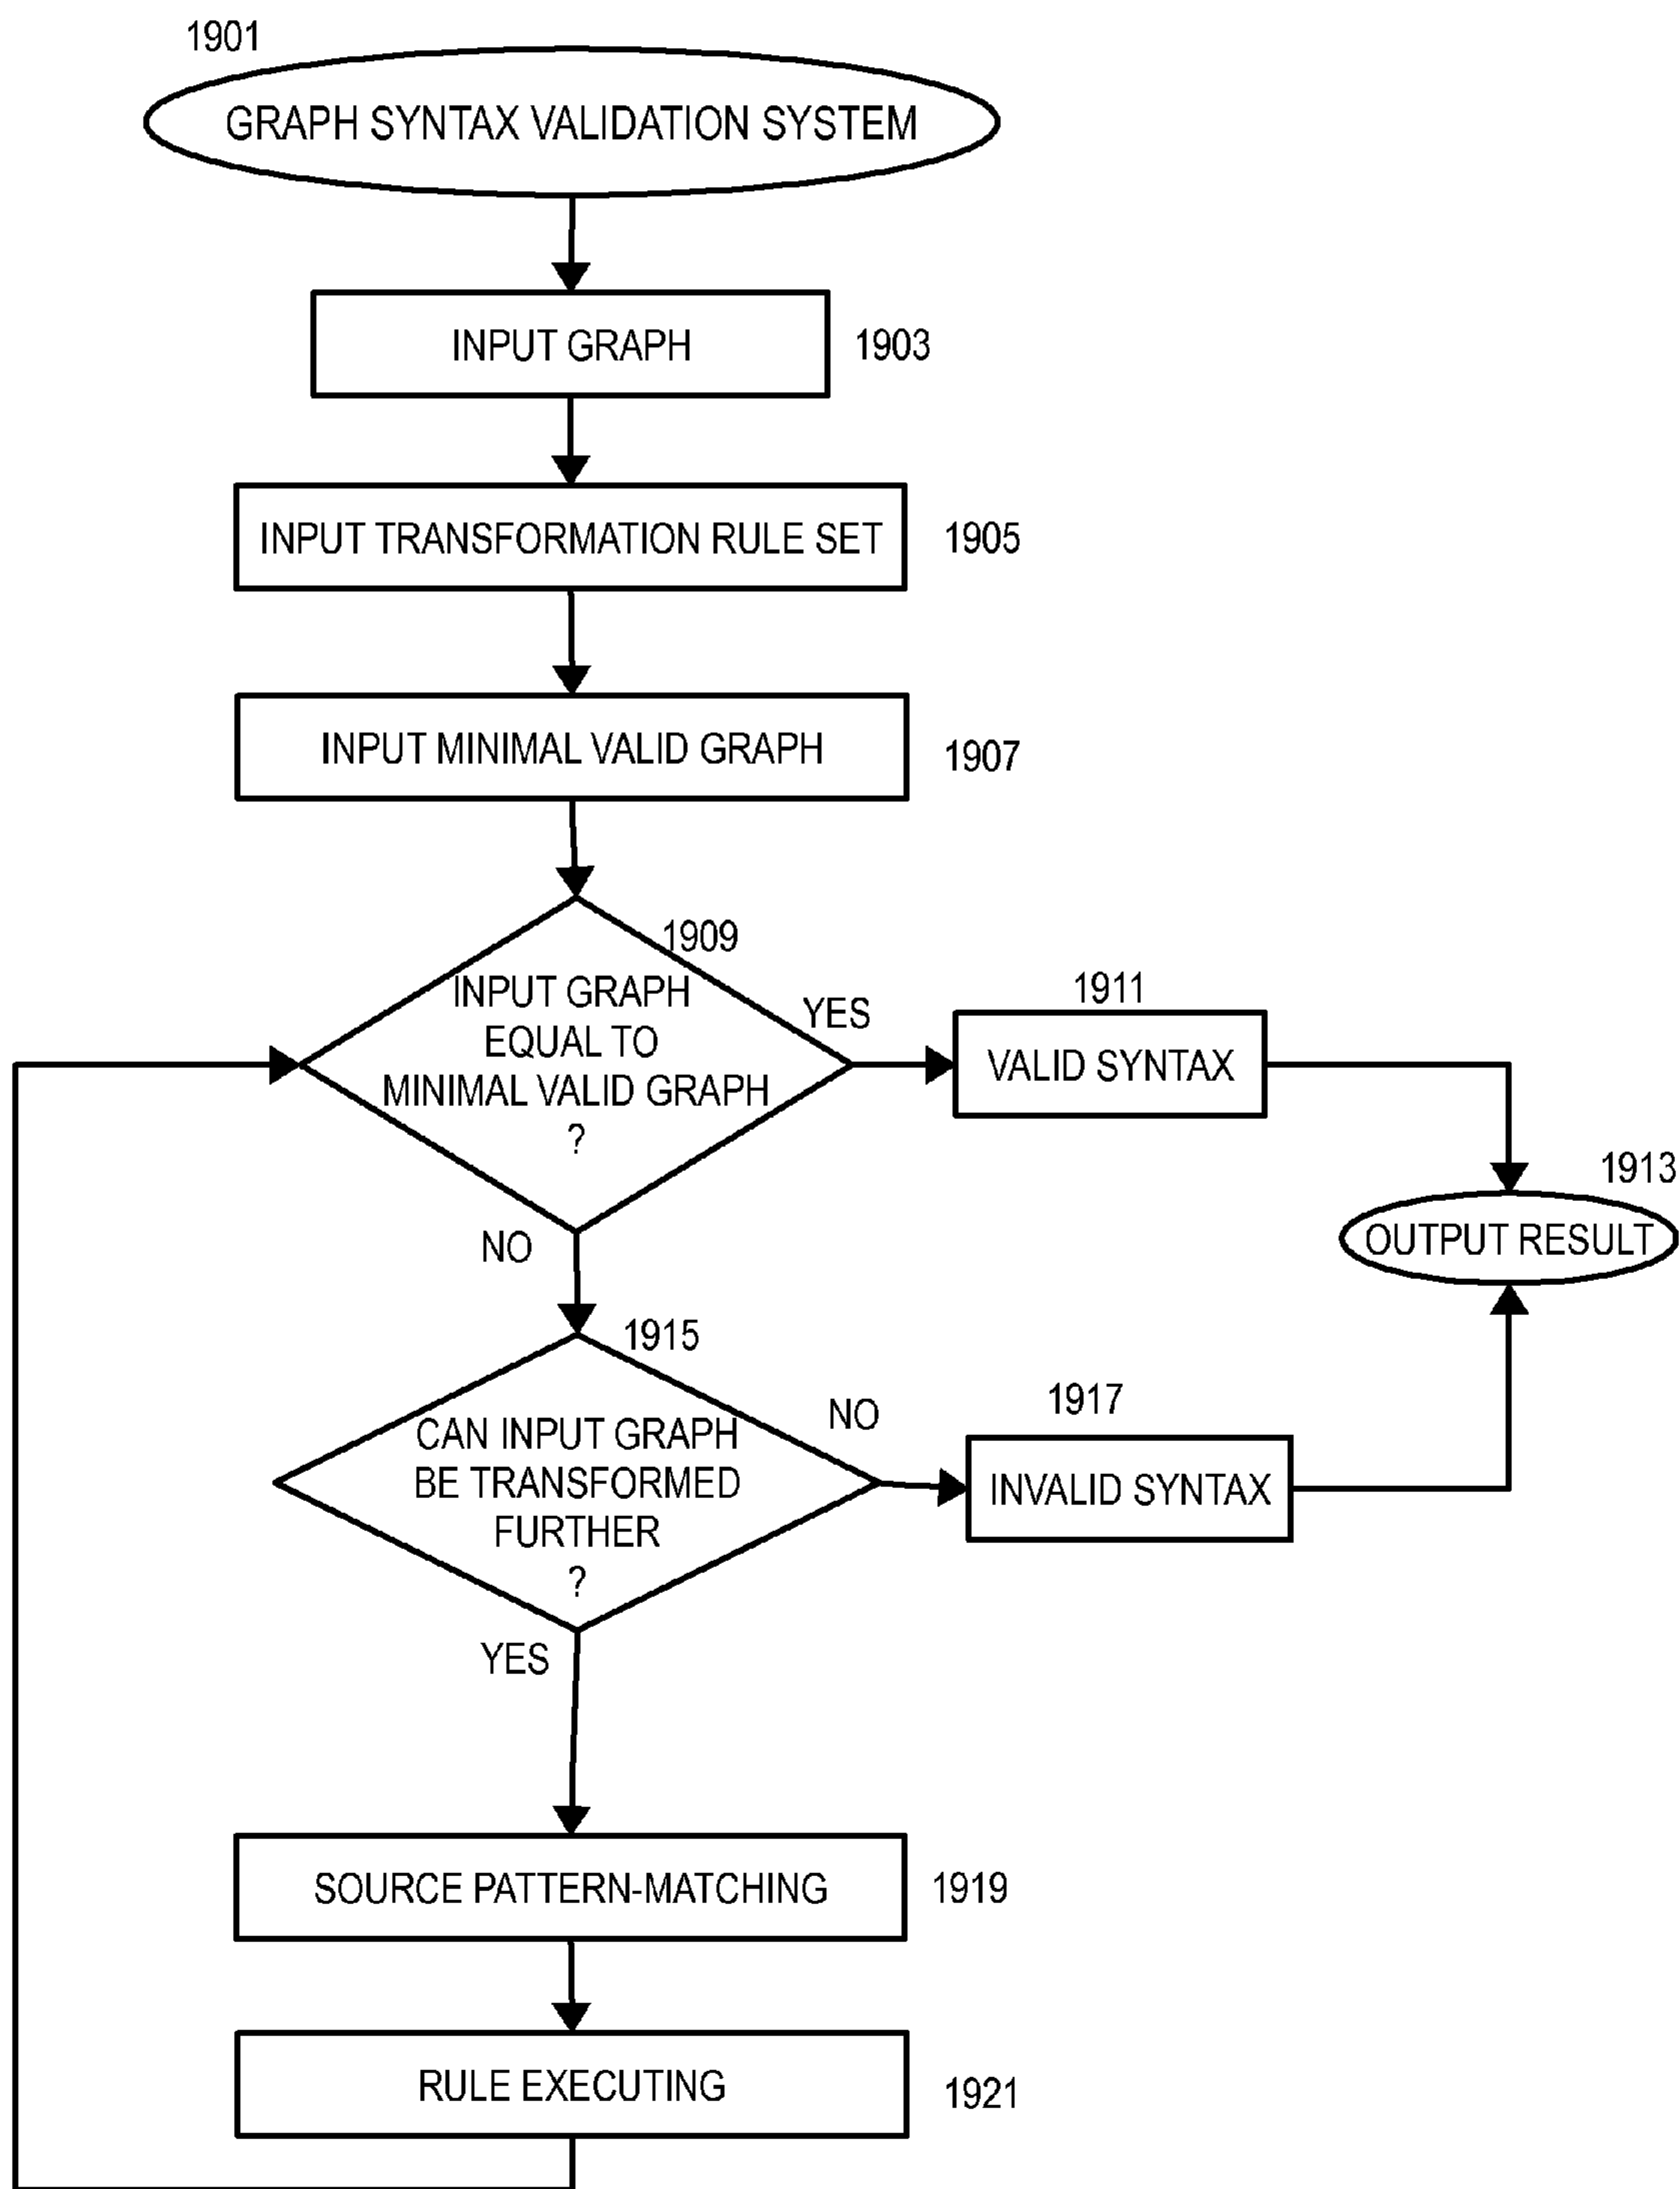 1901
GRAPH SYNTAX VALIDATION SYSTEM
INPUT GRAPH
1903
INPUT TRANSFORMATION RULE SET
1905
INPUT MINIMAL VALID GRAPH
1907
1909
INPUT GRAPH
EQUAL TO
MINIMAL VALID GRAPH
?
YES
1911
VALID SYNTAX
1913
OUTPUT RESULT
NO
1915
CAN INPUT GRAPH
BE TRANSFORMED
FURTHER
?
NO
1917
INVALID SYNTAX
YES
SOURCE PATTERN-MATCHING
1919
RULE EXECUTING
1921